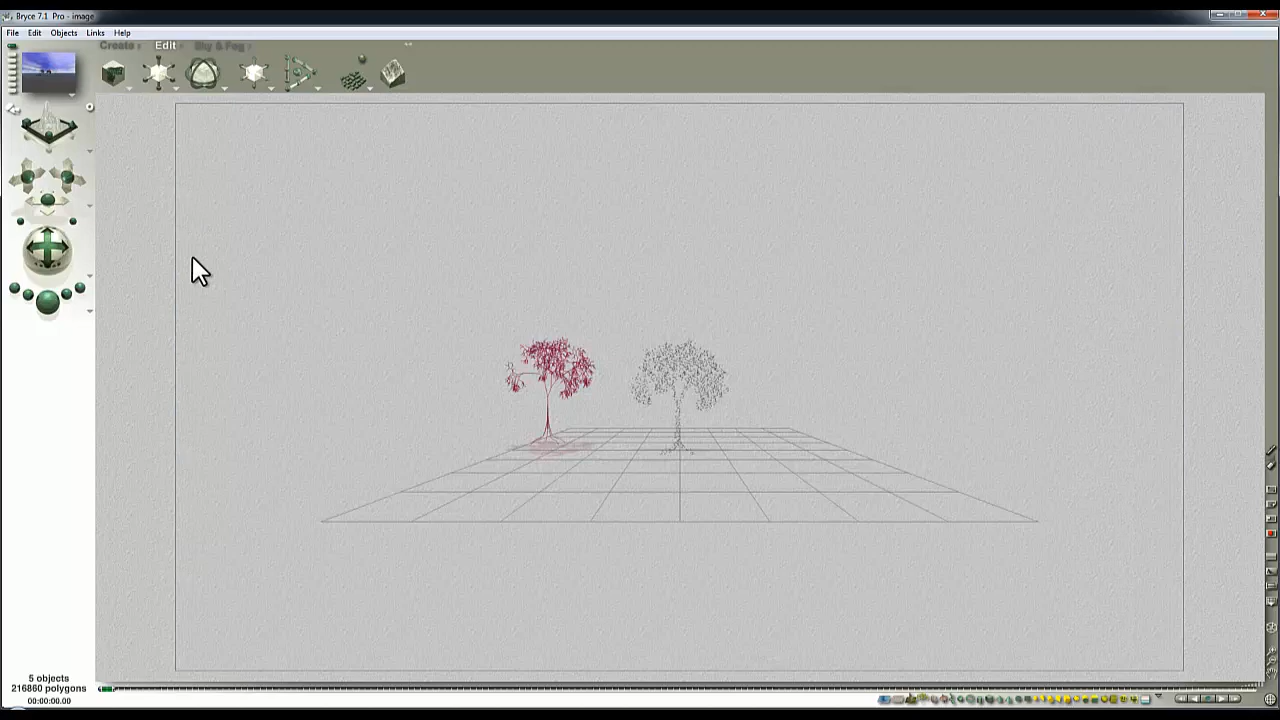 Bryce 7.1 Pro - image
File Edit Objects Links Help
Create Edit Sky & Fog
5 objects
216860 polygons
00:00:00.00